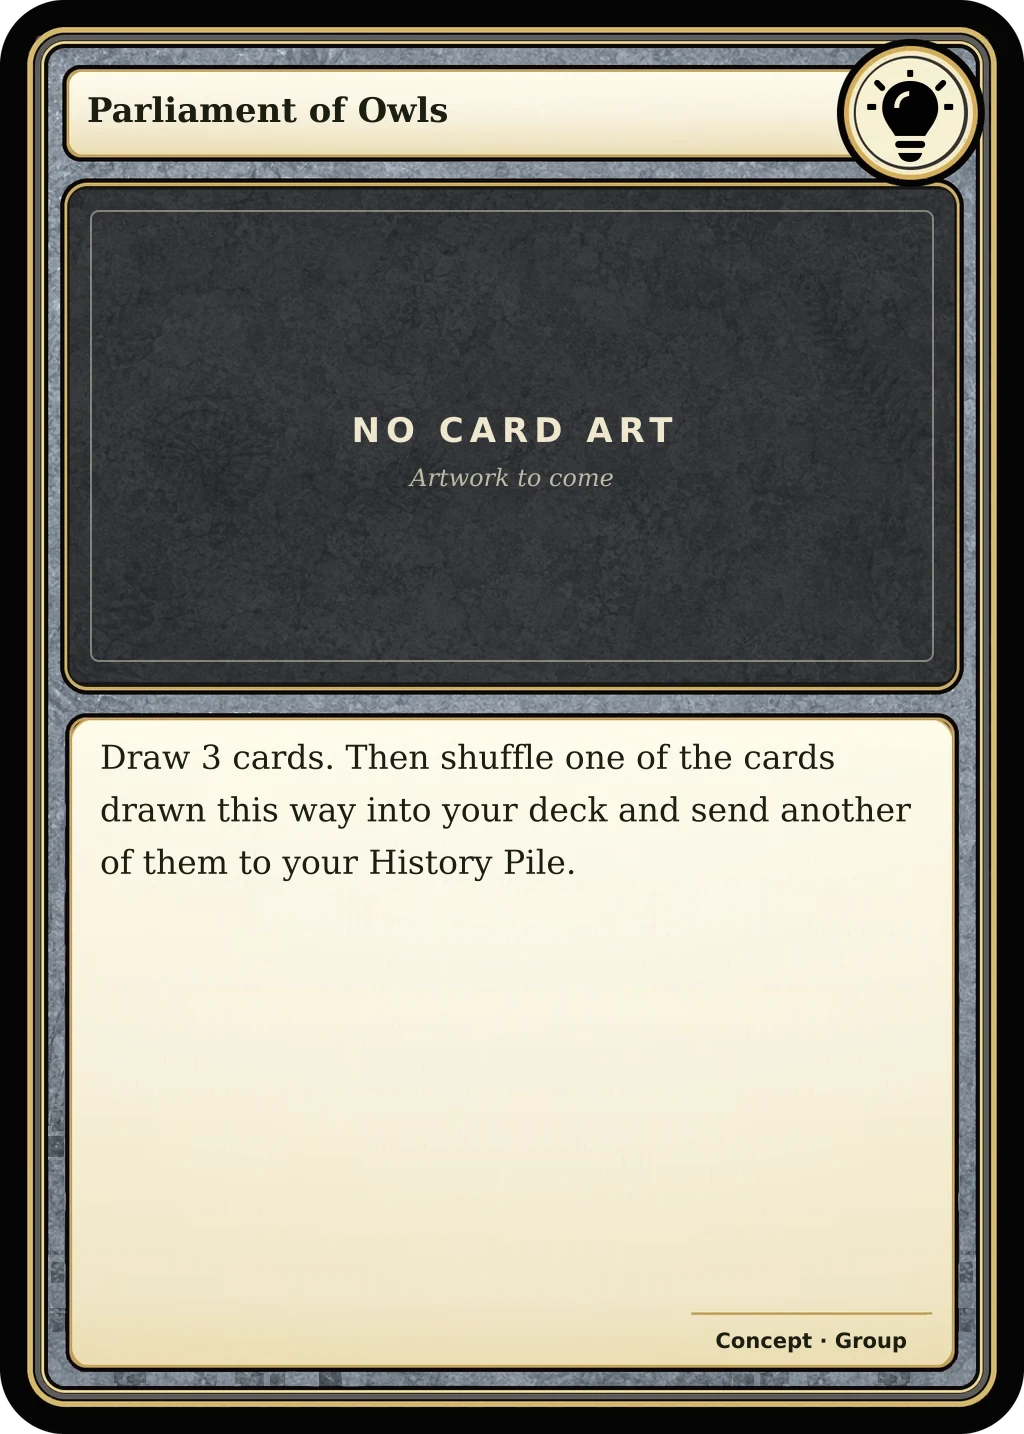 Parliament of Owls
NO CARD ART
Artwork to come
Draw 3 cards. Then shuffle one of the cards
drawn this way into your deck and send another
of them to your History Pile.
Concept · Group